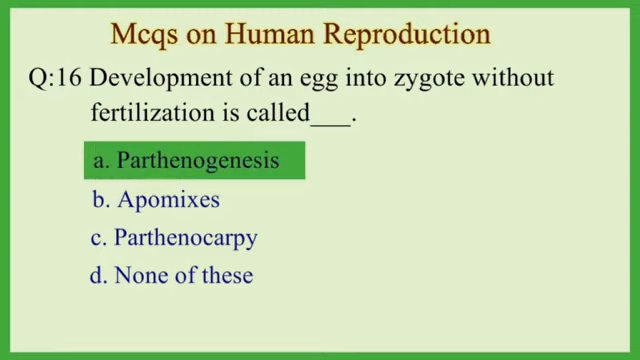 Mcqs on Human Reproduction
Q:16 Development of an egg into zygote without
fertilization is called___.
a. Parthenogenesis
b. Apomixes
c. Parthenocarpy
d. None of these